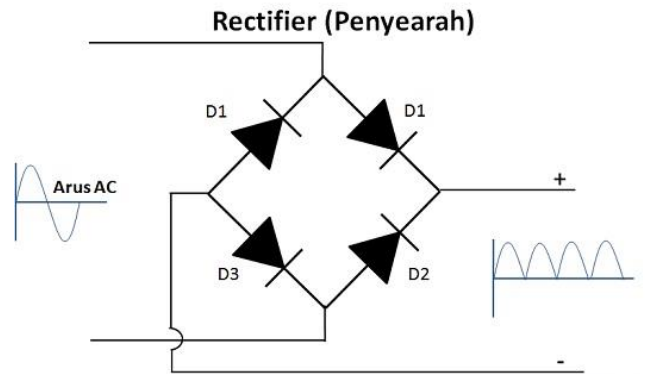 Rectifier (Penyearah)
D1
D1
Arus AC
+
D3
D2
-